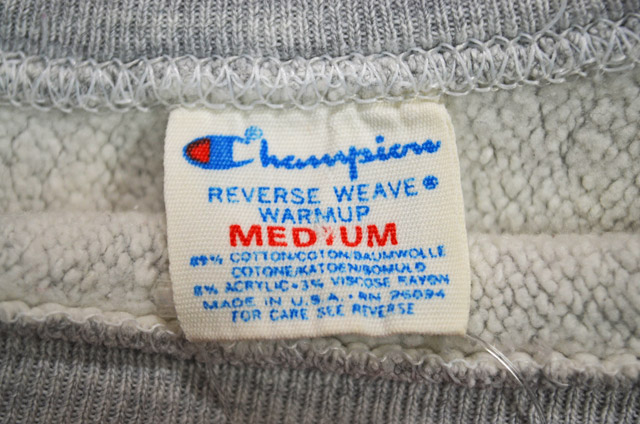 Champion®
REVERSE WEAVE®
WARMUP
MEDIUM
89% COTTON/COTON/BAUMWOLLE
COTONE/KATOEN/BOMULD
8% ACRYLIC • 3% VISCOSE RAYON
MADE IN U.S.A. • RN 26094
FOR CARE SEE REVERSE